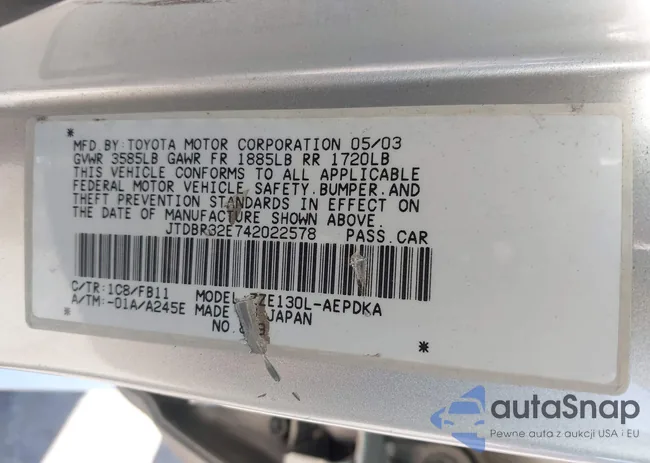 *
MFD.BY:TOYOTA MOTOR CORPORATION 05/03
GVWR 3585LB GAWR FR 1885LB RR 1720LB
THIS VEHICLE CONFORMS TO ALL APPLICABLE
FEDERAL MOTOR VEHICLE SAFETY.BUMPER.AND
THEFT PREVENTION STANDARDS IN EFFECT ON
THE DATE OF MANUFACTURE SHOWN ABOVE.
JTDBR32E742022578 PASS.CAR
C/TR:1C8/FB11 MODEL: ZZE130L-AEPDKA
A/TM:-01A/A245E MADE JAPAN
NO.
*
autaSnap
Pewne auta z aukcji USA i EU